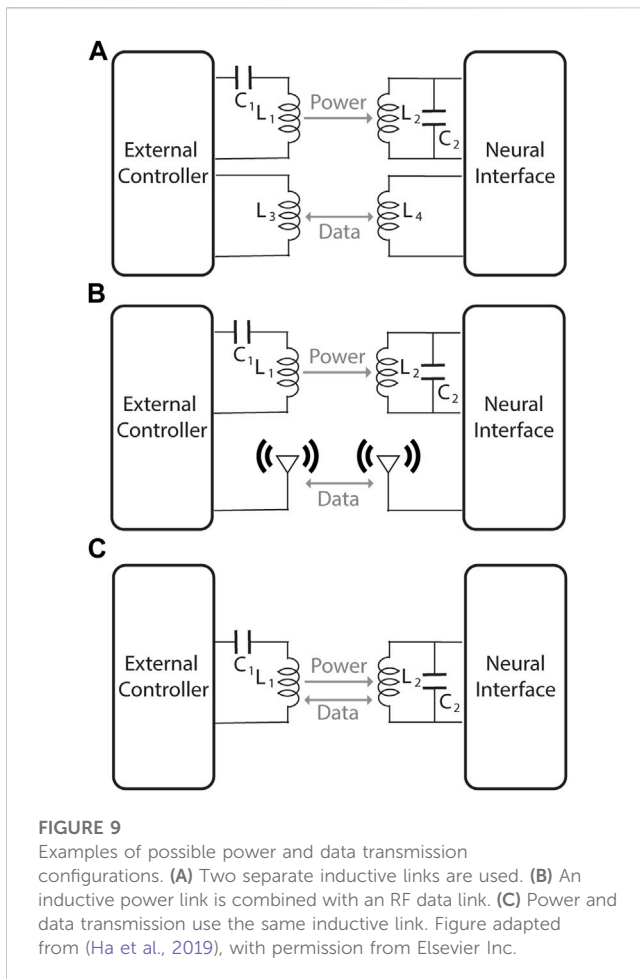 A
External
Controller
C1
L1
Power
L2
C2
Neural
Interface
L3
Data
L4
B
External
Controller
C1
L1
Power
L2
C2
Neural
Interface
Data
C
External
Controller
C1
L1
Power
Data
L2
C2
Neural
Interface
FIGURE 9
Examples of possible power and data transmission
configurations. (A) Two separate inductive links are used. (B) An
inductive power link is combined with an RF data link. (C) Power and
data transmission use the same inductive link. Figure adapted
from (Ha et al., 2019), with permission from Elsevier Inc.